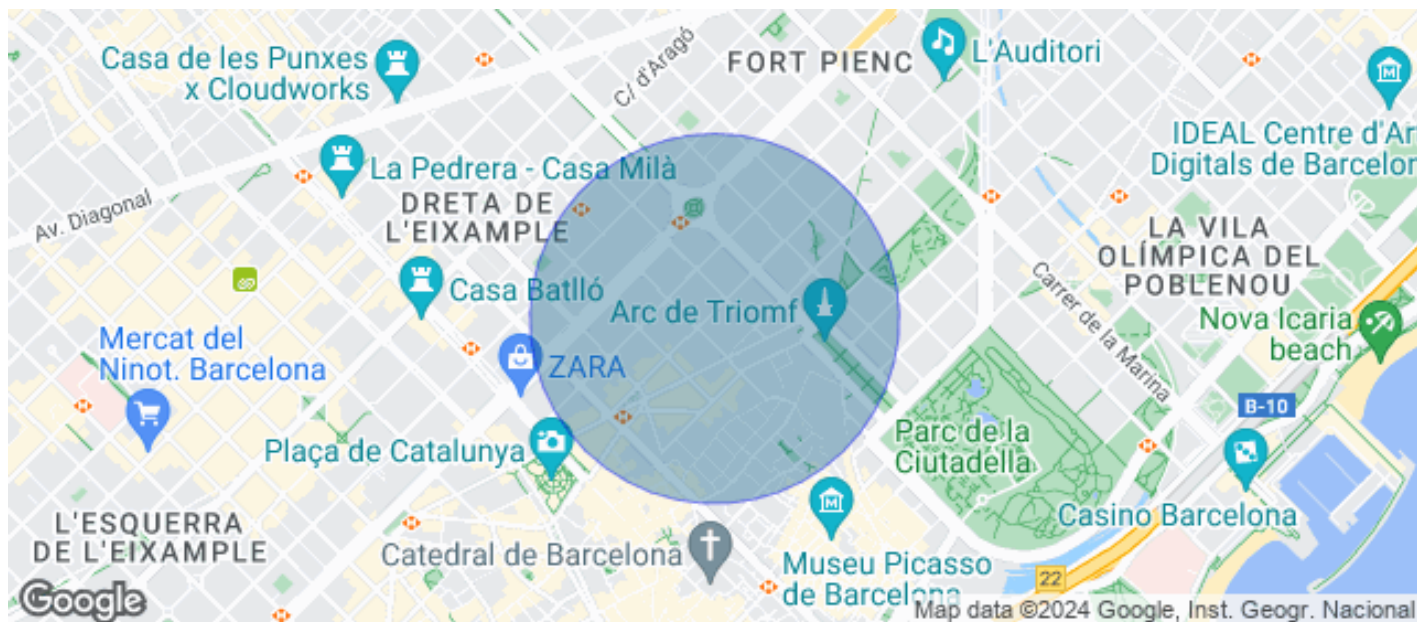 Casa de les Punxes
x Cloudworks
C/ d'Aragó
FORT PIENC
L'Auditori
IDEAL Centre d'Ar
Digitals de Barcelon
La Pedrera - Casa Milà
Av. Diagonal
DRETA DE
L'EIXAMPLE
LA VILA
OLÍMPICA DEL
POBLENOU
Casa Batlló
Arc de Triomf
Carrer de la Marina
Nova Icaria
beach
Mercat del
Ninot. Barcelona
ZARA
B-10
Plaça de Catalunya
Parc de la
Ciutadella
L'ESQUERRA
DE L'EIXAMPLE
Catedral de Barcelona
Casino Barcelona
Museu Picasso
de Barcelona
22
Google
Map data ©2024 Google, Inst. Geogr. Nacional